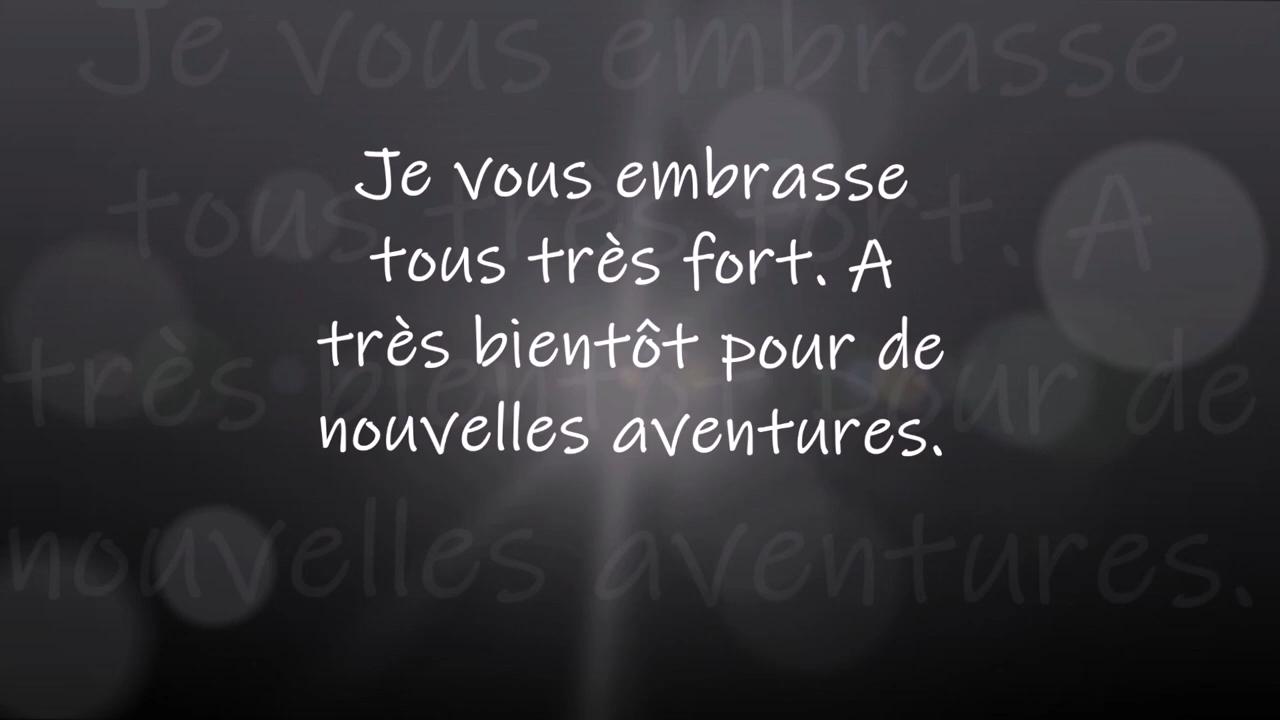 Je vous embrasse
tous très fort. A
très bientôt pour de
nouvelles aventures.